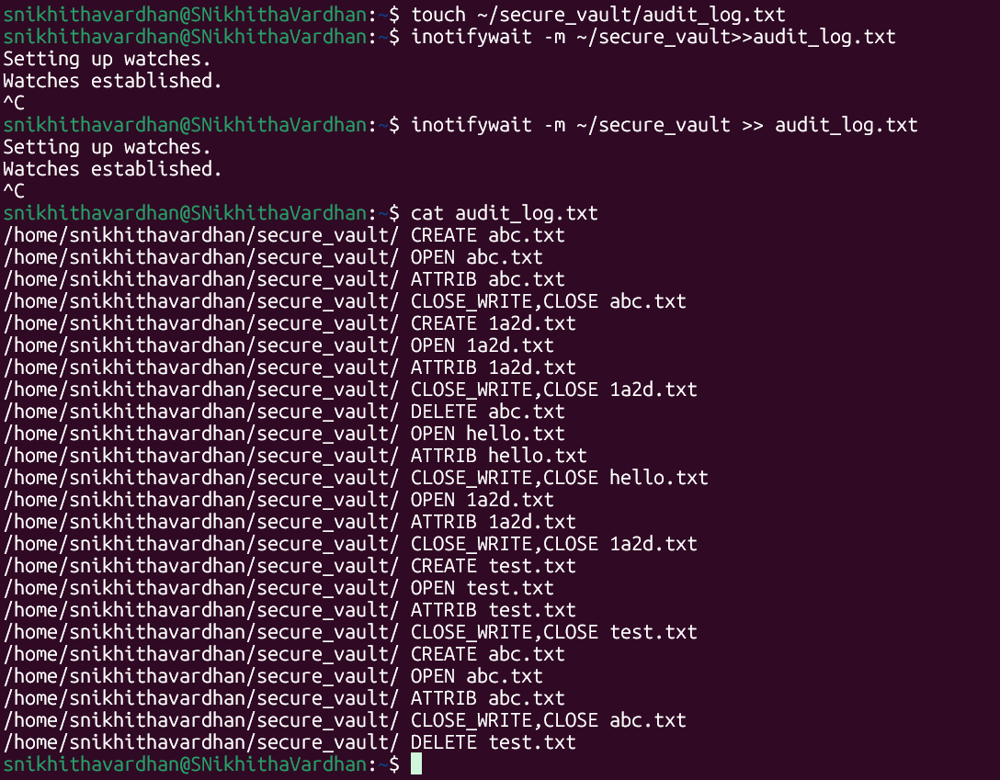 snikhithavardhan@SNikhithaVardhan:~$ touch ~/secure_vault/audit_log.txt
snikhithavardhan@SNikhithaVardhan:~$ inotifywait -m ~/secure_vault>>audit_log.txt
Setting up watches.
Watches established.
^C
snikhithavardhan@SNikhithaVardhan:~$ inotifywait -m ~/secure_vault >> audit_log.txt
Setting up watches.
Watches established.
^C
snikhithavardhan@SNikhithaVardhan:~$ cat audit_log.txt
/home/snikhithavardhan/secure_vault/ CREATE abc.txt
/home/snikhithavardhan/secure_vault/ OPEN abc.txt
/home/snikhithavardhan/secure_vault/ ATTRIB abc.txt
/home/snikhithavardhan/secure_vault/ CLOSE_WRITE,CLOSE abc.txt
/home/snikhithavardhan/secure_vault/ CREATE 1a2d.txt
/home/snikhithavardhan/secure_vault/ OPEN 1a2d.txt
/home/snikhithavardhan/secure_vault/ ATTRIB 1a2d.txt
/home/snikhithavardhan/secure_vault/ CLOSE_WRITE,CLOSE 1a2d.txt
/home/snikhithavardhan/secure_vault/ DELETE abc.txt
/home/snikhithavardhan/secure_vault/ OPEN hello.txt
/home/snikhithavardhan/secure_vault/ ATTRIB hello.txt
/home/snikhithavardhan/secure_vault/ CLOSE_WRITE,CLOSE hello.txt
/home/snikhithavardhan/secure_vault/ OPEN 1a2d.txt
/home/snikhithavardhan/secure_vault/ ATTRIB 1a2d.txt
/home/snikhithavardhan/secure_vault/ CLOSE_WRITE,CLOSE 1a2d.txt
/home/snikhithavardhan/secure_vault/ CREATE test.txt
/home/snikhithavardhan/secure_vault/ OPEN test.txt
/home/snikhithavardhan/secure_vault/ ATTRIB test.txt
/home/snikhithavardhan/secure_vault/ CLOSE_WRITE,CLOSE test.txt
/home/snikhithavardhan/secure_vault/ CREATE abc.txt
/home/snikhithavardhan/secure_vault/ OPEN abc.txt
/home/snikhithavardhan/secure_vault/ ATTRIB abc.txt
/home/snikhithavardhan/secure_vault/ CLOSE_WRITE,CLOSE abc.txt
/home/snikhithavardhan/secure_vault/ DELETE test.txt
snikhithavardhan@SNikhithaVardhan:~$